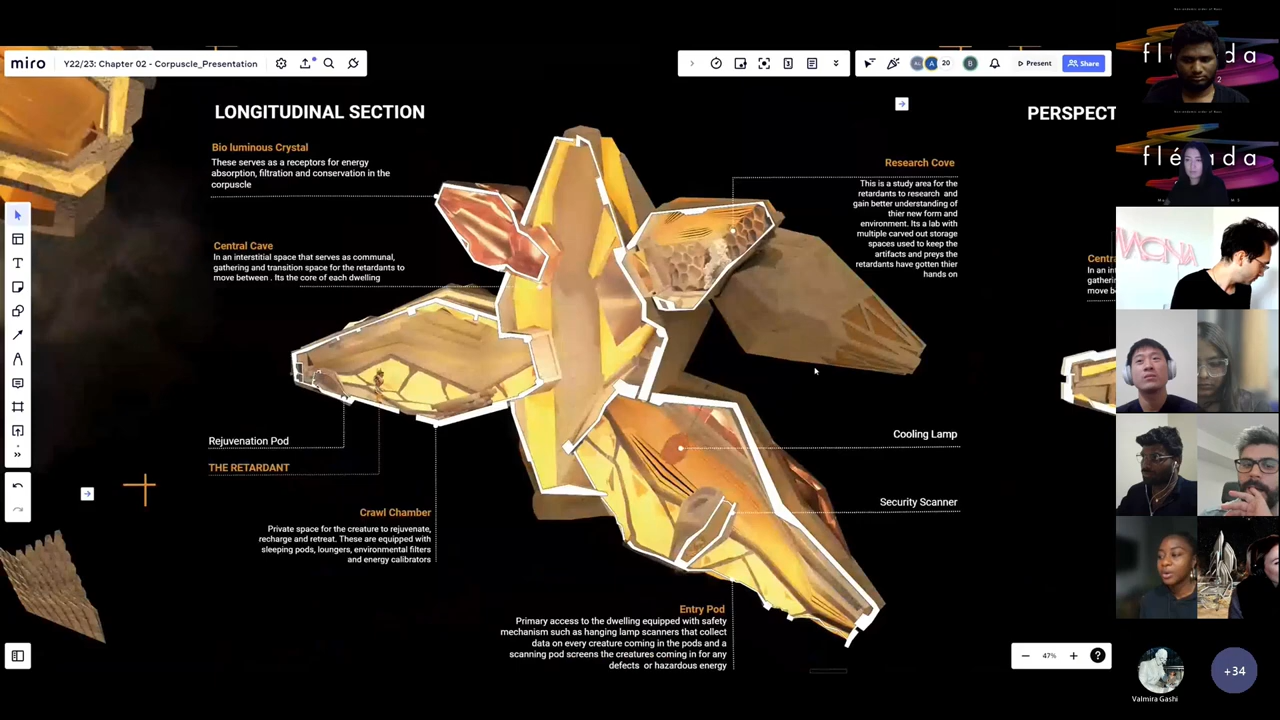 miro
Y22/23: Chapter 02 - Corpuscle_Presentation
20
B
Present
Share
LONGITUDINAL SECTION
PERSPECT
Bio luminous Crystal
These serves as a receptors for energy
absorption, filtration and conservation in the
corpuscle
Central Cave
In an interstitial space that serves as communal,
gathering and transition space for the retardants to
move between . Its the core of each dwelling
Research Cove
This is a study area for the
retardants to research and
gain better understanding of
thier new form and
environment. Its a lab with
multiple carved out storage
spaces used to keep the
artifacts and preys the
retardants have gotten thier
hands on
Centra
In an in
gatherin
move b
Rejuvenation Pod
THE RETARDANT
Cooling Lamp
Security Scanner
Crawl Chamber
Private space for the creature to rejuvenate,
recharge and retreat. These are equipped with
sleeping pods, loungers, environmental filters
and energy calibrators
Entry Pod
Primary access to the dwelling equipped with safety
mechanism such as hanging lamp scanners that collect
data on every creature coming in the pods and a
scanning pod screens the creatures coming in for any
defects or hazardous energy
47%
+34
Valmira Gashi